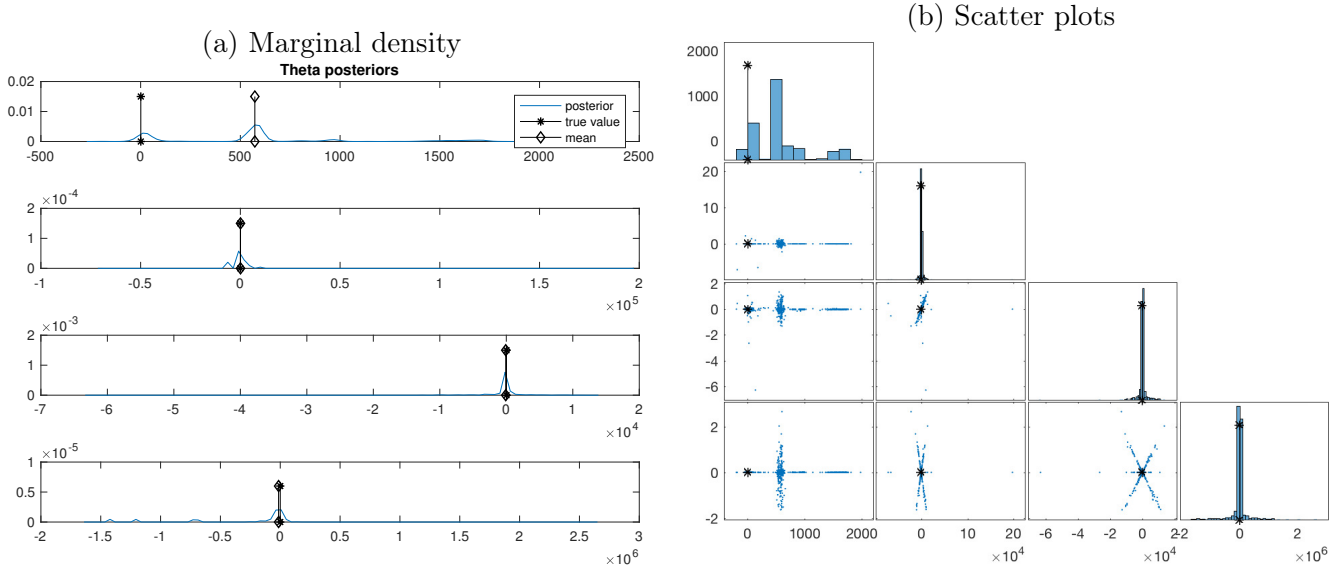 (a) Marginal density
Theta posteriors
0.02
0.01
0
posterior
true value
mean
-500 0 500 1000 1500 2000 2500
×10⁻⁴
2
1
0
-1 -0.5 0 0.5 1 1.5 2
×10⁵
×10⁻³
2
1
0
-7 -6 -5 -4 -3 -2 -1 0 1 2
×10⁴
×10⁻⁵
1
0.5
0
-2 -1.5 -1 -0.5 0 0.5 1 1.5 2 2.5 3
×10⁶
(b) Scatter plots
2000
1000
0
20
10
0
2
0
-2
-4
-6
2
0
-2
0 1000 2000
0 10 20
×10⁴
-6 -4 -2 0 2
×10⁴
-2 0 2
×10⁶